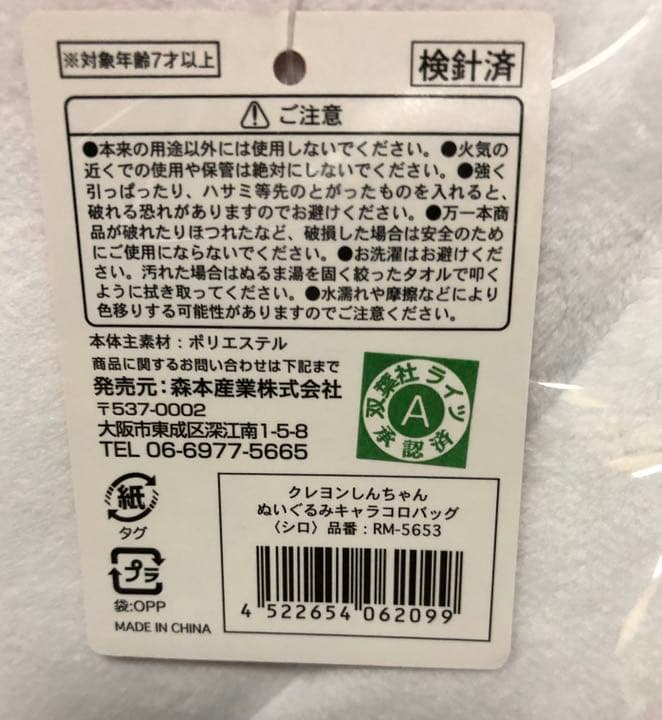 ※対象年齢7才以上
検針済
ご注意
●本来の用途以外には使用しないでください。●火気の
近くでの使用や保管は絶対にしないでください。●強く
引っぱったり、ハサミ等先のとがったものを入れると、
破れる恐れがありますのでお避けください。●万一本商
品が破れたりほつれたなど、破損した場合は安全のため
にご使用にならないでください。●お洗濯はお避けくだ
さい。汚れた場合はぬるま湯を固く絞ったタオルで叩く
ように拭き取ってください。●水濡れや摩擦などにより
色移りする可能性がありますのでご注意ください。
本体主素材：ポリエステル
商品に関するお問い合わせは下記まで
発売元：森本産業株式会社
〒537-0002
大阪市東成区深江南1-5-8
TEL 06-6977-5665
双葉社ライツ
A
承認済
紙
タグ
プラ
袋:OPP
MADE IN CHINA
クレヨンしんちゃん
ぬいぐるみキャラコロバッグ
〈シロ〉品番：RM-5653
4 522654 062099